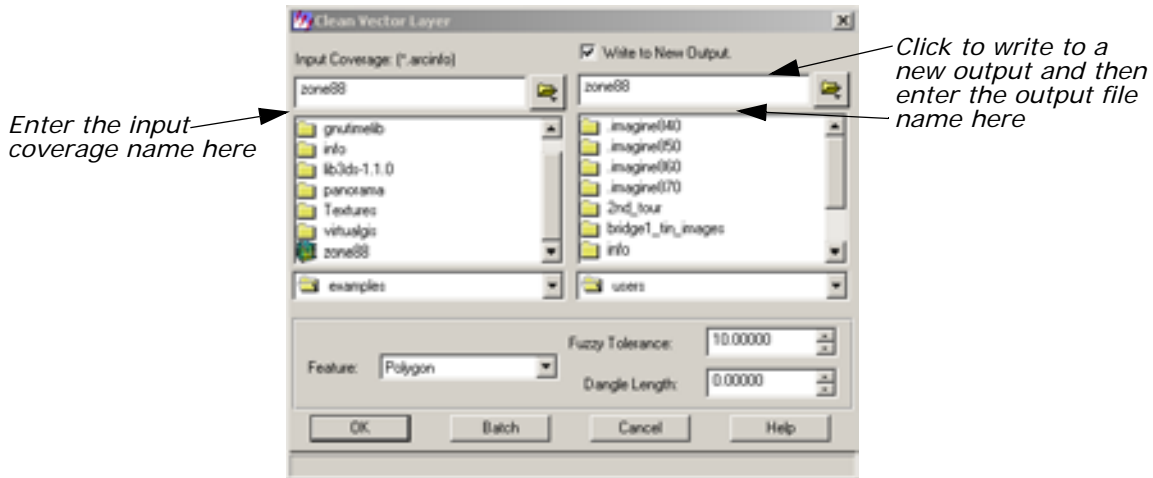 Clean Vector Layer
Input Coverage: (*.arcinfo)
Write to New Output.
zone88
zone88
Click to write to a
new output and then
enter the output file
name here
Enter the input
coverage name here
gnutimelib
info
lib3ds-1.1.0
panorama
Textures
virtualgis
zone88
.imagine840
.imagine850
.imagine860
.imagine870
2nd_tour
bridge1_tin_images
info
examples
users
Feature:
Polygon
Fuzzy Tolerance:
10.00000
Dangle Length:
0.00000
OK
Batch
Cancel
Help